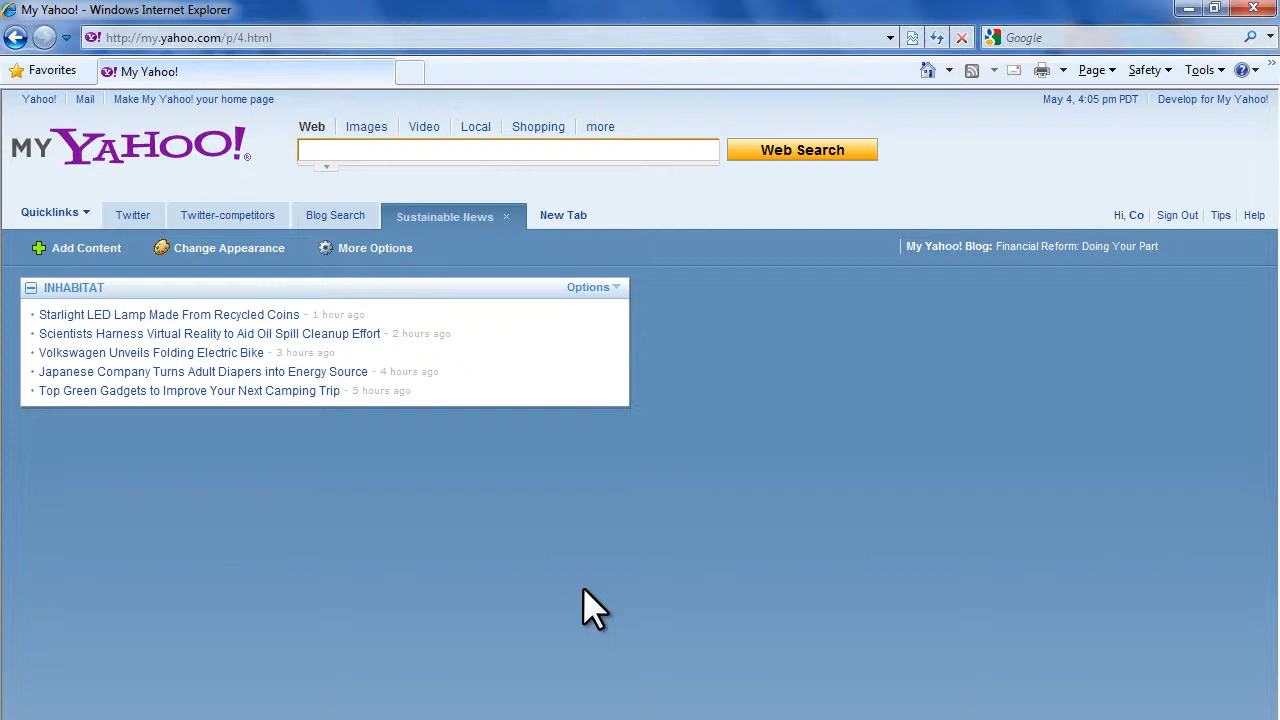 My Yahoo! - Windows Internet Explorer
http://my.yahoo.com/p/4.html
Google
Favorites
My Yahoo!
Page
Safety
Tools
Yahoo! Mail Make My Yahoo! your home page
May 4, 4:05 pm PDT Develop for My Yahoo!
MY YAHOO!®
Web Images Video Local Shopping more
Web Search
Quicklinks Twitter Twitter-competitors Blog Search Sustainable News × New Tab
Hi, Co Sign Out Tips Help
Add Content Change Appearance More Options
My Yahoo! Blog: Financial Reform: Doing Your Part
INHABITAT Options
• Starlight LED Lamp Made From Recycled Coins - 1 hour ago
• Scientists Harness Virtual Reality to Aid Oil Spill Cleanup Effort - 2 hours ago
• Volkswagen Unveils Folding Electric Bike - 3 hours ago
• Japanese Company Turns Adult Diapers into Energy Source - 4 hours ago
• Top Green Gadgets to Improve Your Next Camping Trip - 5 hours ago